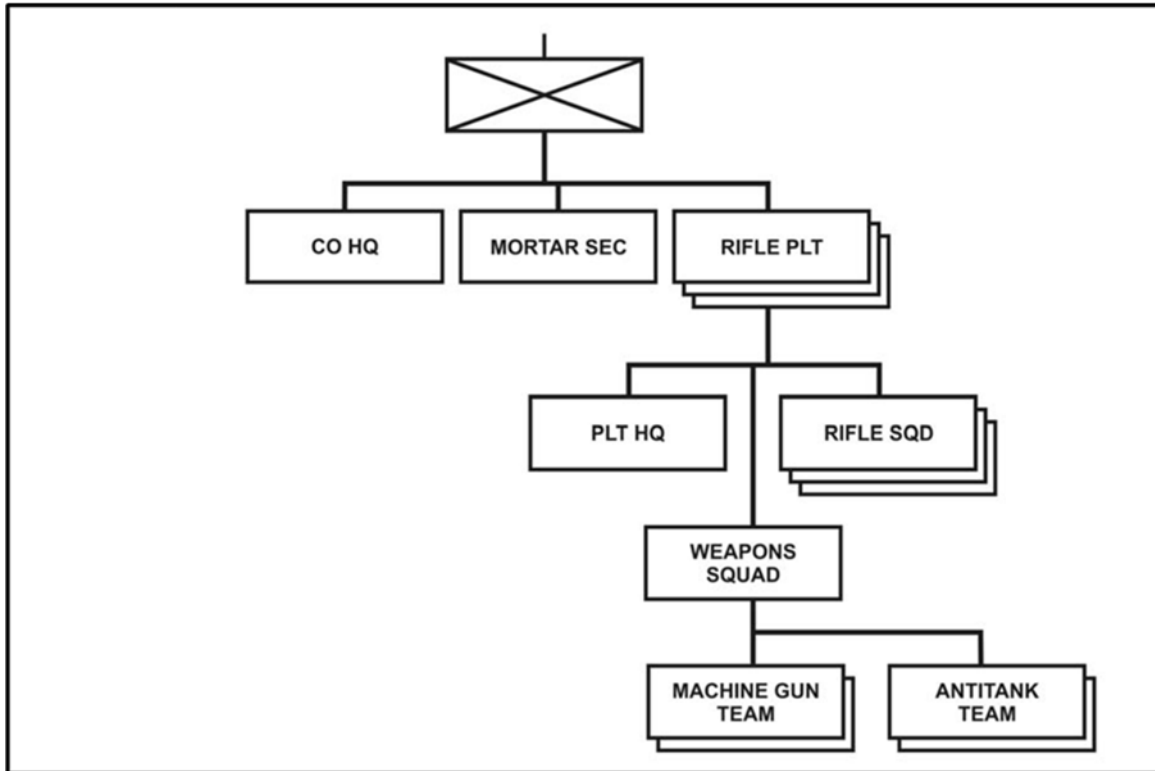 CO HQ
MORTAR SEC
RIFLE PLT
PLT HQ
RIFLE SQD
WEAPONS
SQUAD
MACHINE GUN
TEAM
ANTITANK
TEAM